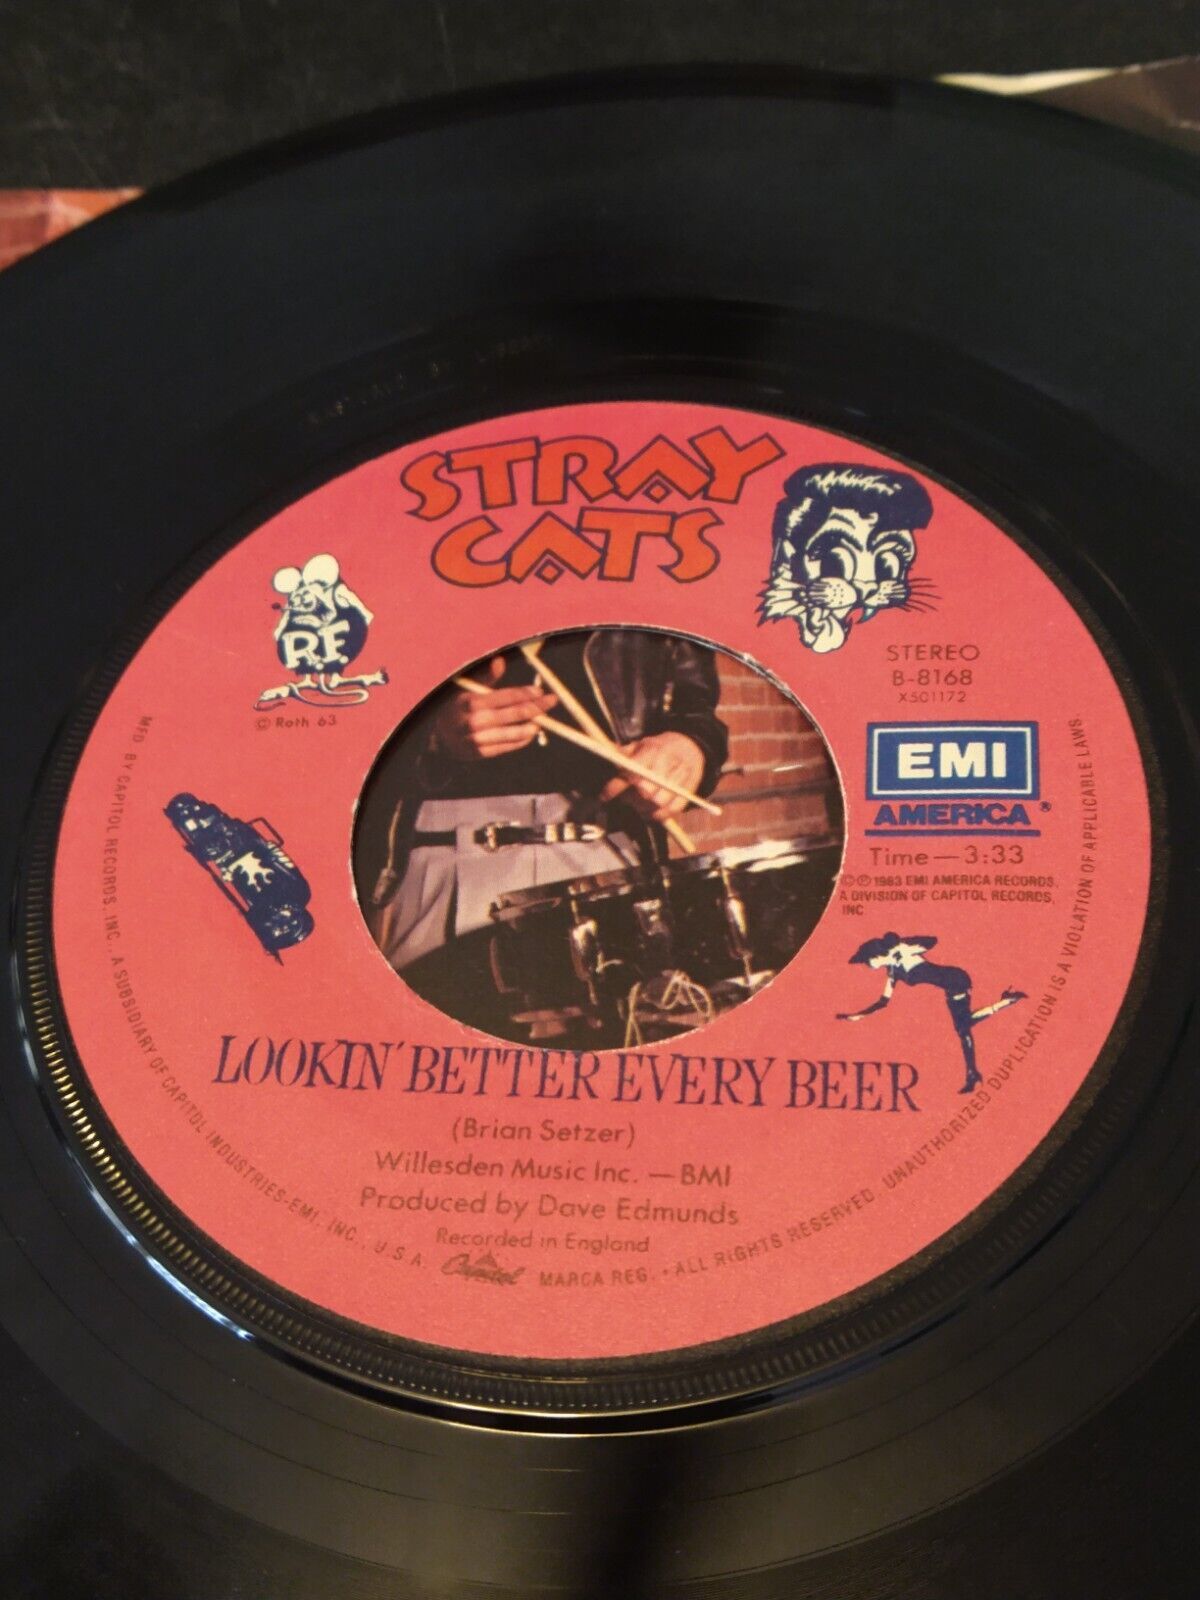 STRAY
CATS
R.F.
© Roth 63
STEREO
B-8168
X501172
EMI
AMERICA®
Time — 3:33
©℗ 1983 EMI AMERICA RECORDS,
A DIVISION OF CAPITOL RECORDS,
INC.
LOOKIN' BETTER EVERY BEER
(Brian Setzer)
Willesden Music Inc. — BMI
Produced by Dave Edmunds
Recorded in England
MFD BY CAPITOL RECORDS, INC., A SUBSIDIARY OF CAPITOL INDUSTRIES-EMI, INC., U.S.A. Capitol MARCA REG. • ALL RIGHTS RESERVED. UNAUTHORIZED DUPLICATION IS A VIOLATION OF APPLICABLE LAWS